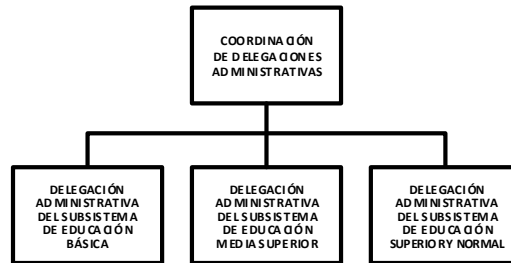 COORDINACIÓN
DE DELEGACIONES
ADMINISTRATIVAS
DELEGACIÓN
ADMINISTRATIVA
DEL SUBSISTEMA
DE EDUCACIÓN
BÁSICA
DELEGACIÓN
ADMINISTRATIVA
DEL SUBSISTEMA
DE EDUCACIÓN
MEDIA SUPERIOR
DELEGACIÓN
ADMINISTRATIVA
DEL SUBSISTEMA
DE EDUCACIÓN
SUPERIOR Y NORMAL